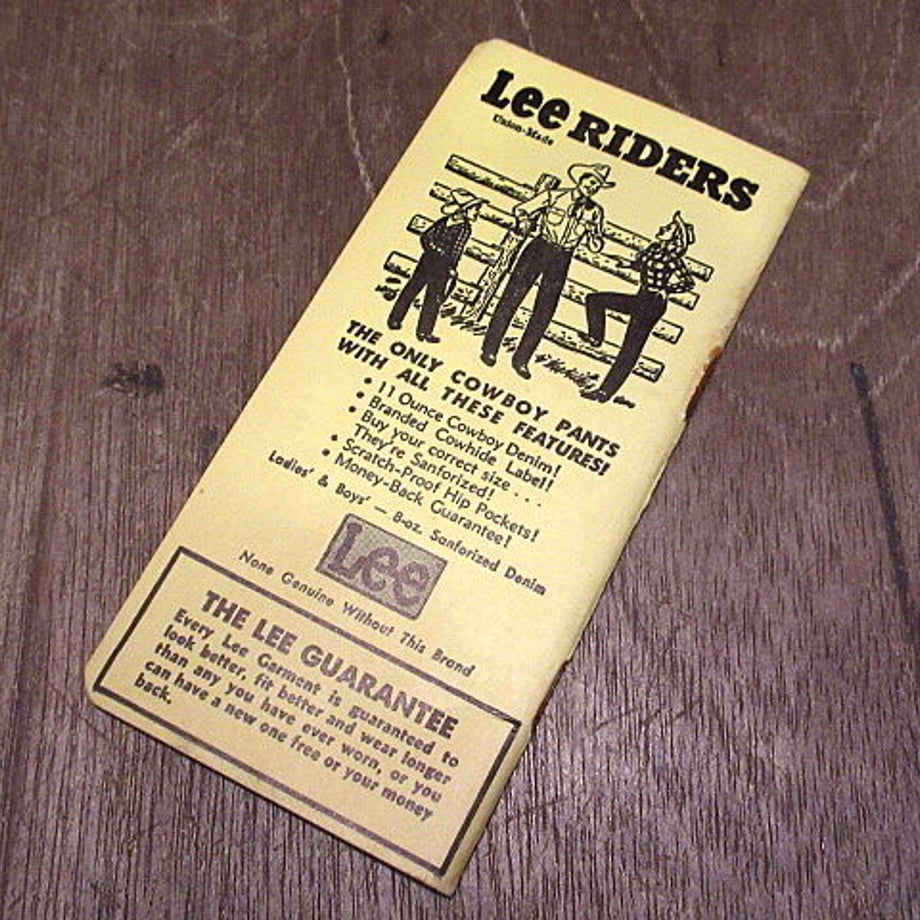 Lee RIDERS
Union-Made
THE ONLY COWBOY PANTS
WITH ALL THESE FEATURES!
• 11 Ounce Cowboy Denim!
• Branded Cowhide Label!
• Buy your correct size . . . .
They're Sanforized!
• Scratch-Proof Hip Pockets!
• Money-Back Guarantee!
Ladies' & Boys' — 8-oz. Sanforized Denim
Lee
None Genuine Without This Brand
THE LEE GUARANTEE
Every Lee Garment is guaranteed to
look better, fit better and wear longer
than any you have ever worn, or you
can have a new one free or your money
back.